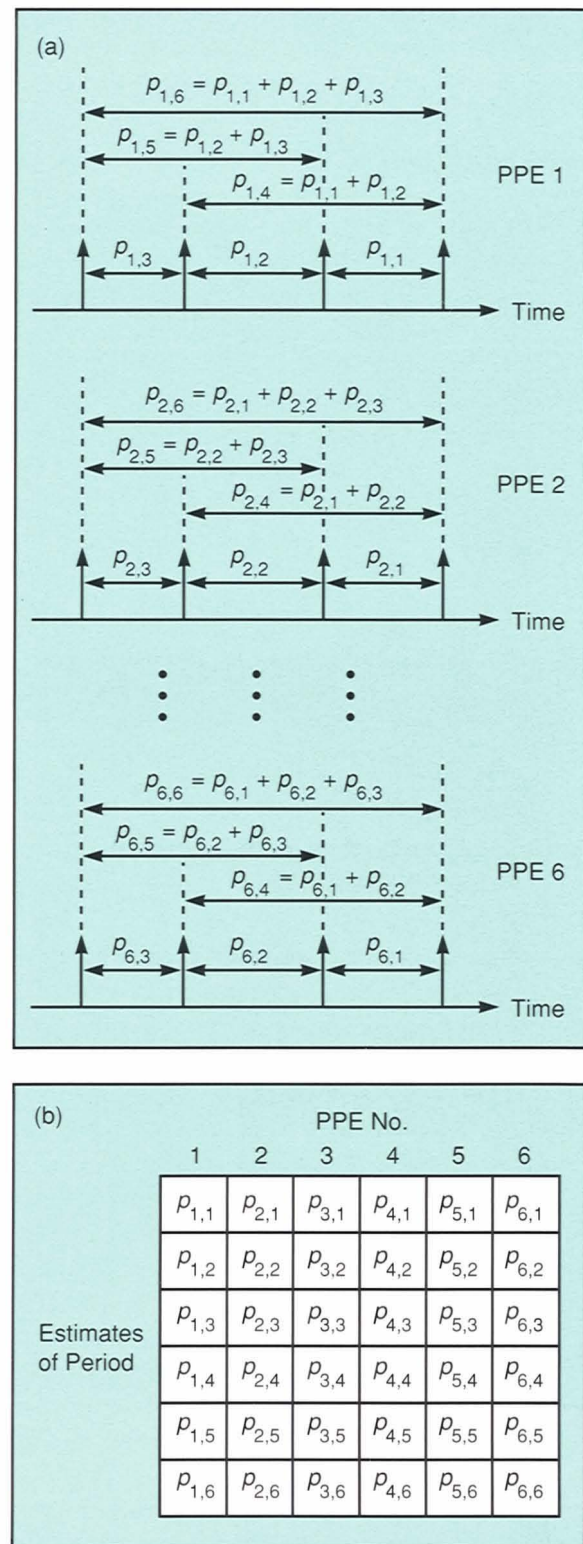 (a)
p1,6 = p1,1 + p1,2 + p1,3
p1,5 = p1,2 + p1,3
PPE 1
p1,4 = p1,1 + p1,2
p1,3 p1,2 p1,1
Time
p2,6 = p2,1 + p2,2 + p2,3
p2,5 = p2,2 + p2,3
PPE 2
p2,4 = p2,1 + p2,2
p2,3 p2,2 p2,1
Time
p6,6 = p6,1 + p6,2 + p6,3
p6,5 = p6,2 + p6,3
PPE 6
p6,4 = p6,1 + p6,2
p6,3 p6,2 p6,1
Time
(b)
PPE No.
1 2 3 4 5 6
p1,1 p2,1 p3,1 p4,1 p5,1 p6,1
p1,2 p2,2 p3,2 p4,2 p5,2 p6,2
p1,3 p2,3 p3,3 p4,3 p5,3 p6,3
Estimates
of Period
p1,4 p2,4 p3,4 p4,4 p5,4 p6,4
p1,5 p2,5 p3,5 p4,5 p5,5 p6,5
p1,6 p2,6 p3,6 p4,6 p5,6 p6,6